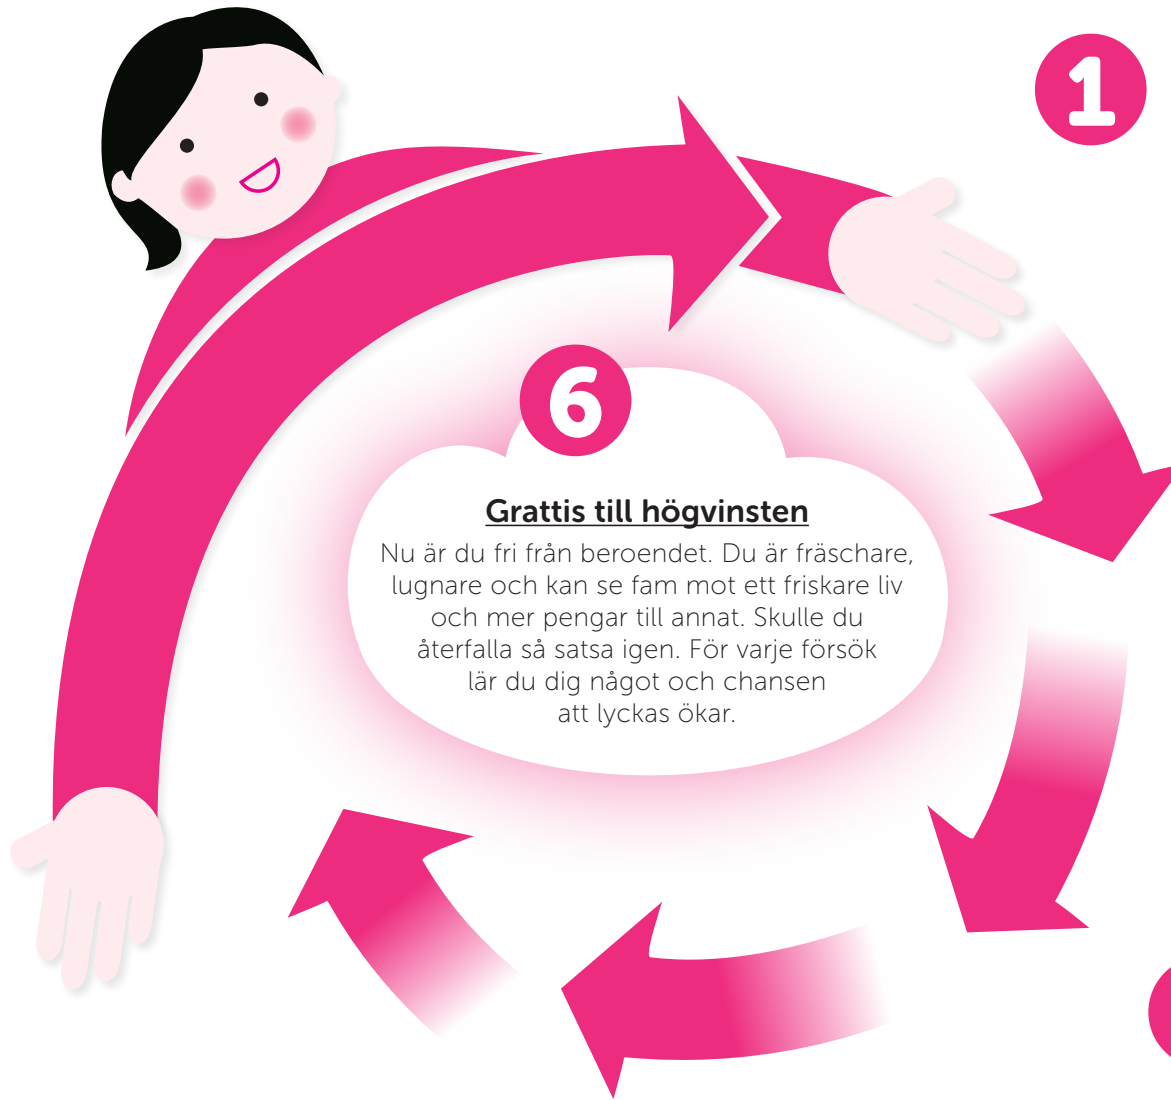 1
6
Grattis till högvinsten
Nu är du fri från beroendet. Du är fräschare,
lugnare och kan se fam mot ett friskare liv
och mer pengar till annat. Skulle du
återfalla så satsa igen. För varje försök
lär du dig något och chansen
att lyckas ökar.